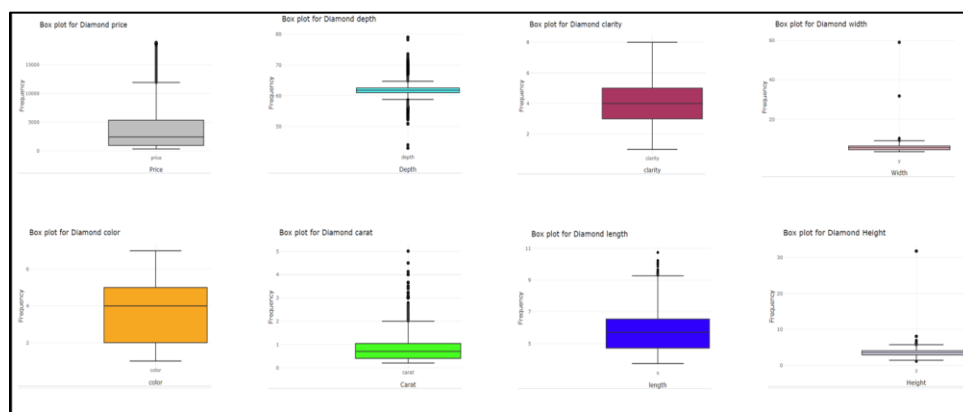 Box plot for Diamond price
Frequency
15000
10000
5000
0
price
Price
Box plot for Diamond depth
Frequency
80
70
60
50
depth
Depth
Box plot for Diamond clarity
Frequency
8
6
4
2
clarity
clarity
Box plot for Diamond width
Frequency
60
40
20
y
Width
Box plot for Diamond color
Frequency
6
4
2
color
color
Box plot for Diamond carat
Frequency
5
4
3
2
1
0
carat
Carat
Box plot for Diamond length
Frequency
11
9
7
5
x
length
Box plot for Diamond Height
Frequency
30
20
10
0
z
Height